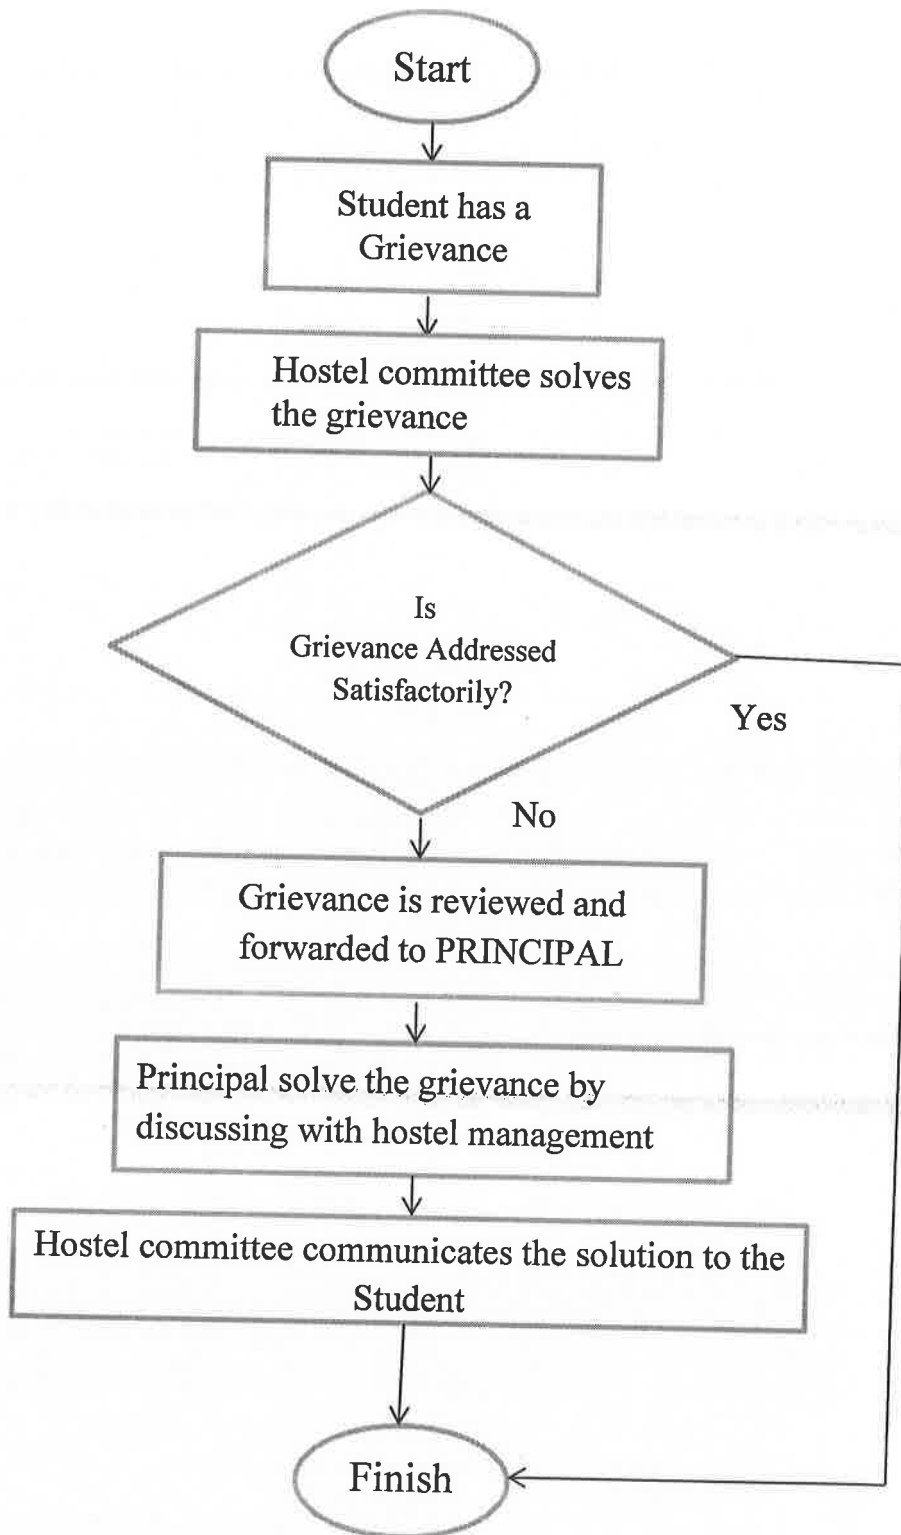 Start
Student has a
Grievance
Hostel committee solves
the grievance
Is
Grievance Addressed
Satisfactorily?
Yes
No
Grievance is reviewed and
forwarded to PRINCIPAL
Principal solve the grievance by
discussing with hostel management
Hostel committee communicates the solution to the
Student
Finish